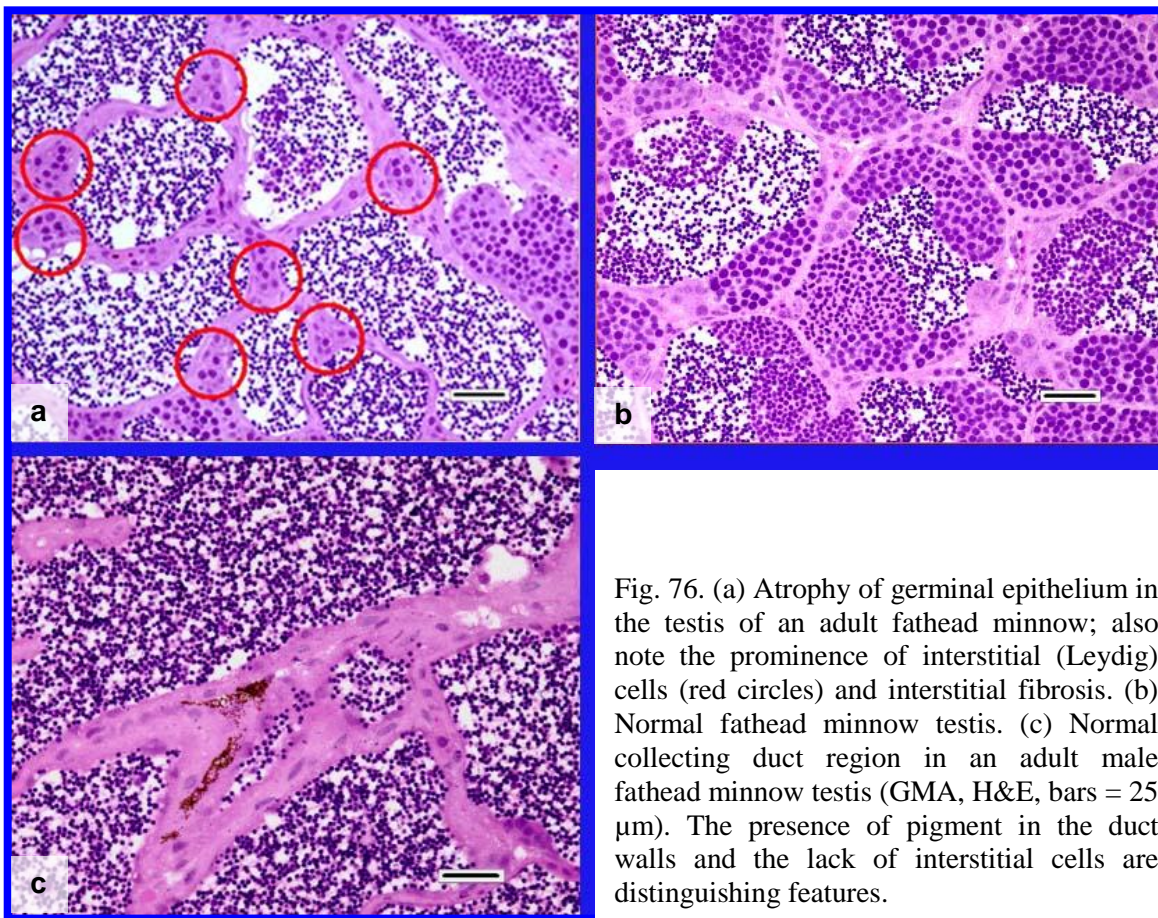 a
b
c
Fig. 76. (a) Atrophy of germinal epithelium in
the testis of an adult fathead minnow; also
note the prominence of interstitial (Leydig)
cells (red circles) and interstitial fibrosis. (b)
Normal fathead minnow testis. (c) Normal
collecting duct region in an adult male
fathead minnow testis (GMA, H&E, bars = 25
µm). The presence of pigment in the duct
walls and the lack of interstitial cells are
distinguishing features.